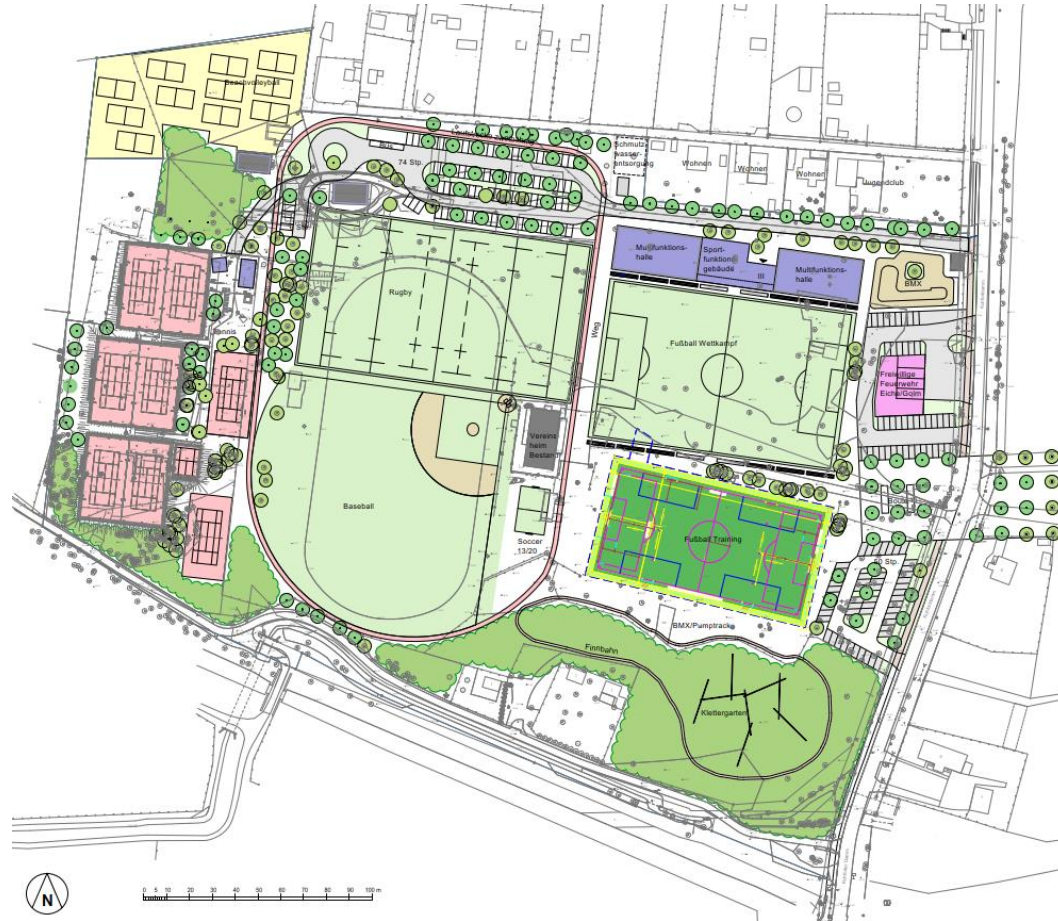 Beachvolleyball
Bus
74 Stp.
Schmutz-
wasser-
entsorgung
Wohnen
Wohnen
Wohnen
Jugendclub
Multifunktions-
halle
Sport-
funktions-
gebäude
III
Multifunktions-
halle
BMX
Rugby
Tennis
Weg
Fußball Wettkampf
Freiwillige
Feuerwehr
Eiche/Golm
Vereins
heim
Bestand
Baseball
Soccer
13/20
Fußball Training
Stp.
BMX/Pumptrack
Finnbahn
Klettergarten
N
0 5 10 20 30 40 50 60 70 80 90 100 m